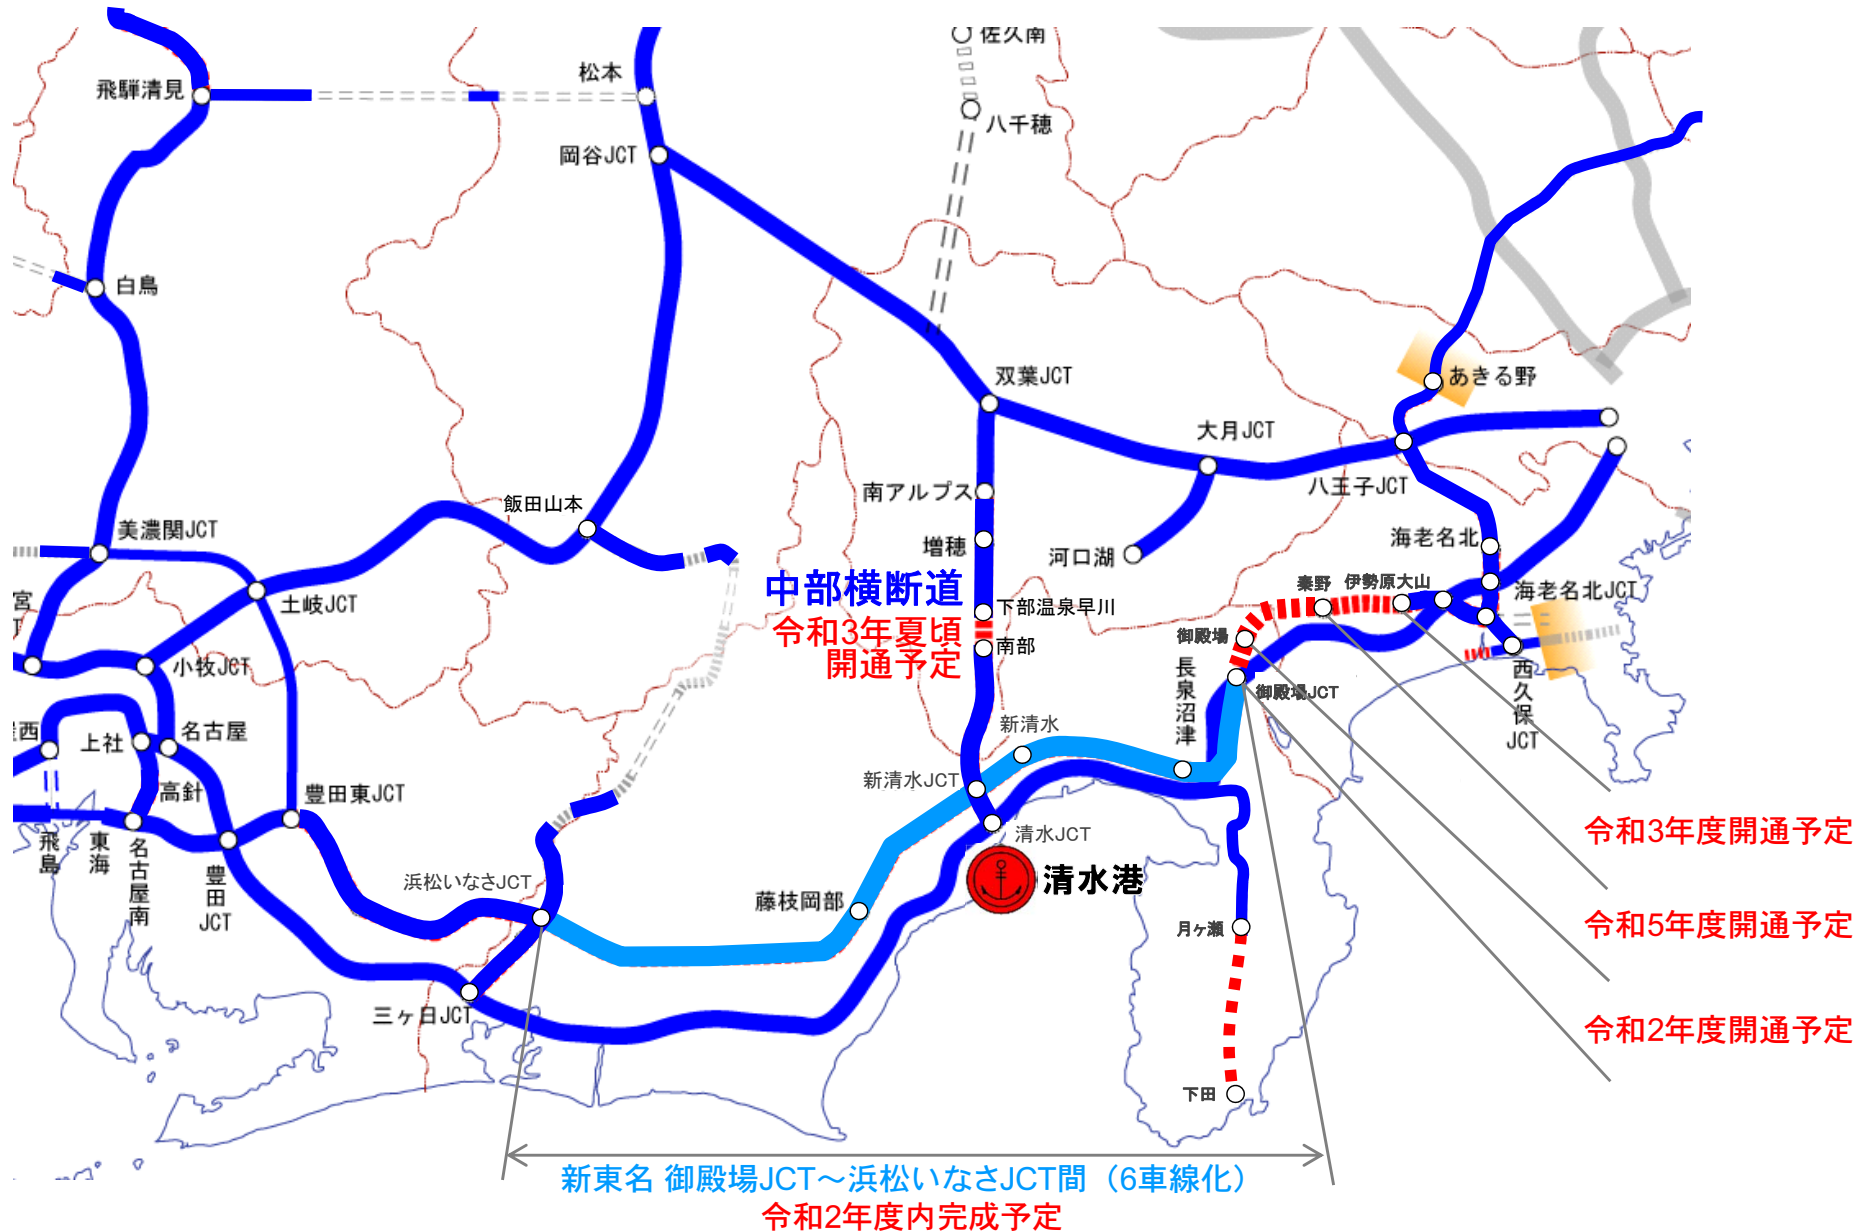 佐久南
松本
飛騨清見
八千穂
岡谷JCT
白鳥
双葉JCT
あきる野
大月JCT
八王子JCT
南アルプス
飯田山本
美濃関JCT
増穂
河口湖
海老名北
中部横断道
令和3年夏頃
開通予定
下部温泉早川
秦野
伊勢原大山
海老名北JCT
宮
土岐JCT
南部
御殿場
小牧JCT
長泉沼津
御殿場JCT
西久保JCT
西
上社
名古屋
新清水
新清水JCT
高針
豊田東JCT
清水JCT
飛島
東海
名古屋南
豊田JCT
浜松いなさJCT
清水港
藤枝岡部
令和3年度開通予定
月ヶ瀬
令和5年度開通予定
三ヶ日JCT
令和2年度開通予定
下田
新東名 御殿場JCT～浜松いなさJCT間（6車線化）
令和2年度内完成予定